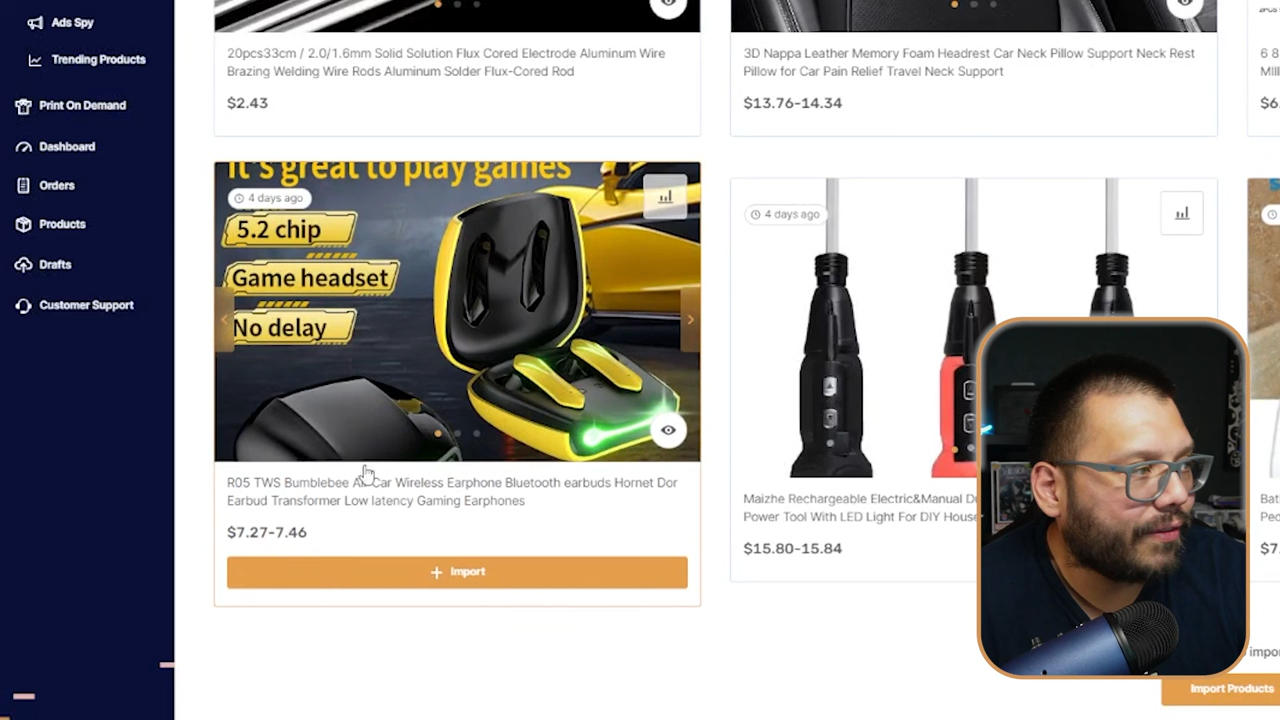 Ads Spy
Trending Products
Print On Demand
Dashboard
Orders
Products
Drafts
Customer Support
20pcs33cm / 2.0/1.6mm Solid Solution Flux Cored Electrode Aluminum Wire
Brazing Welding Wire Rods Aluminum Solder Flux-Cored Rod
$2.43
3D Nappa Leather Memory Foam Headrest Car Neck Pillow Support Neck Rest
Pillow for Car Pain Relief Travel Neck Support
$13.76-14.34
It's great to play games
4 days ago
5.2 chip
Game headset
No delay
R05 TWS Bumblebee Car Wireless Earphone Bluetooth earbuds Hornet Dor
Earbud Transformer Low latency Gaming Earphones
$7.27-7.46
+ Import
4 days ago
Maizhe Rechargeable Electric&Manual
Power Tool With LED Light For DIY
$15.80-15.84
Import Products